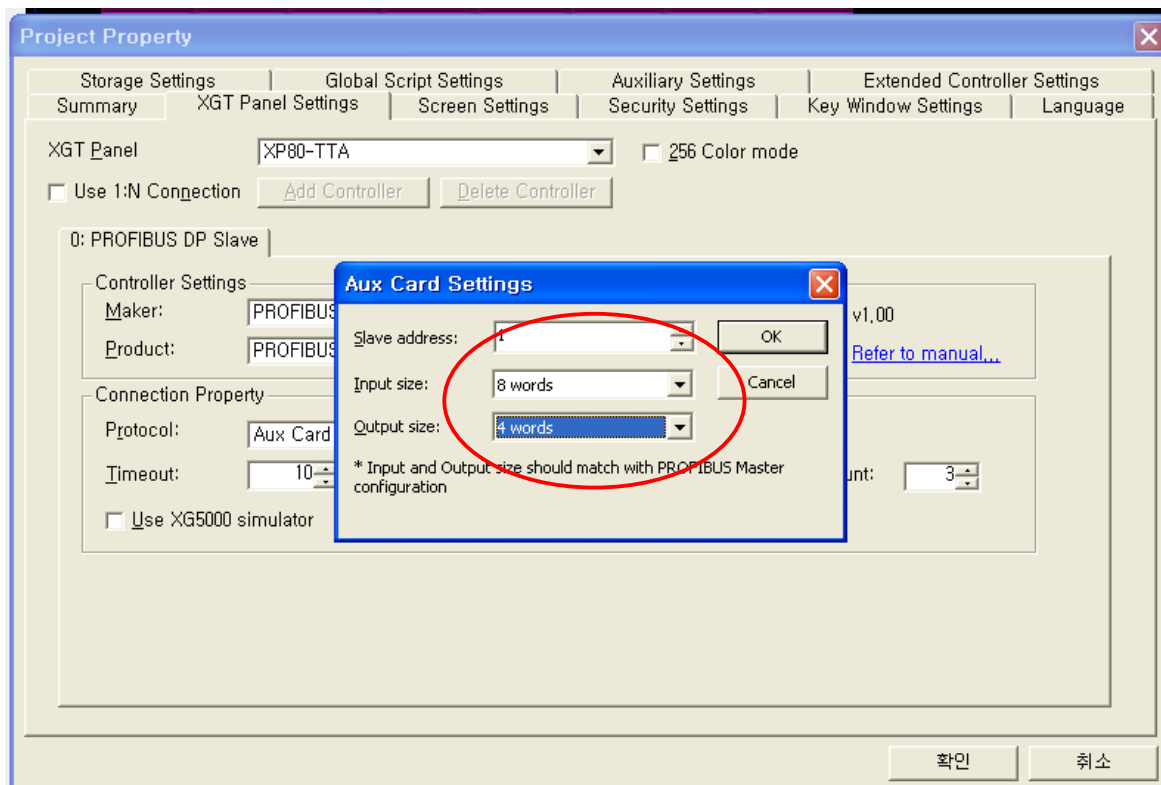 Project Property
Storage Settings Global Script Settings Auxiliary Settings Extended Controller Settings
Summary XGT Panel Settings Screen Settings Security Settings Key Window Settings Language
XGT Panel XP80-TTA 256 Color mode
Use 1:N Connection Add Controller Delete Controller
0: PROFIBUS DP Slave
Controller Settings
Maker: PROFIBUS v1,00
Product: PROFIBUS Refer to manual,,,
Connection Property
Protocol: Aux Card
Timeout: 10 unt: 3
Use XG5000 simulator
Aux Card Settings
Slave address: 1 OK
Input size: 8 words Cancel
Output size: 4 words
* Input and Output size should match with PROFIBUS Master
configuration
확인 취소